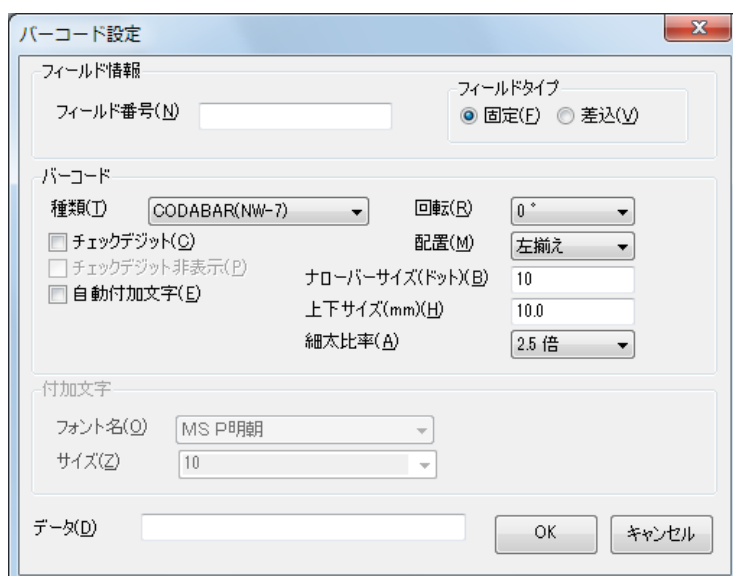 バーコード設定
フィールド情報
フィールド番号(N)
フィールドタイプ
固定(F) 差込(V)
バーコード
種類(T) CODABAR(NW-7) 回転(R) 0 °
チェックデジット(C) 配置(M) 左揃え
チェックデジット非表示(P) ナローバーサイズ(ドット)(B) 10
自動付加文字(E) 上下サイズ(mm)(H) 10.0
細太比率(A) 2.5 倍
付加文字
フォント名(O) MS P明朝
サイズ(Z) 10
データ(D) OK キャンセル